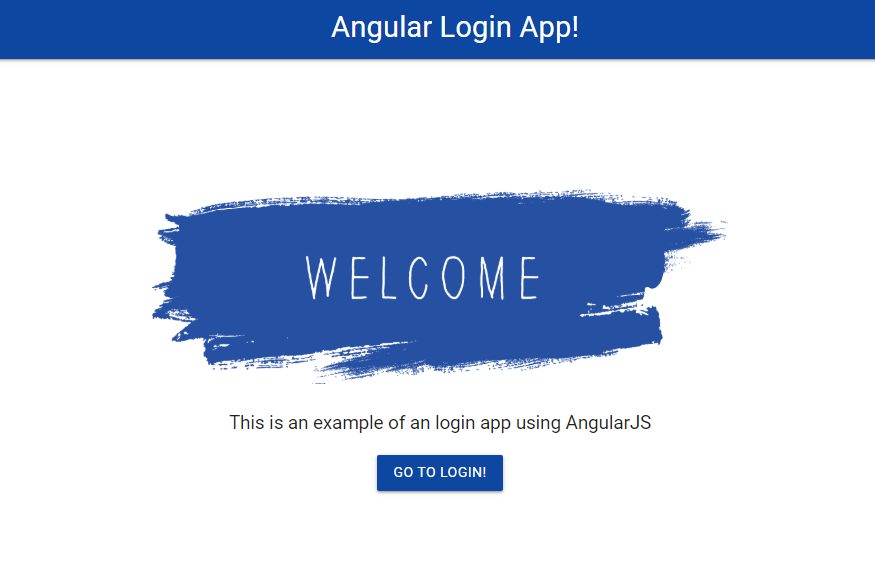 Angular Login App!
WELCOME
This is an example of an login app using AngularJS
GO TO LOGIN!